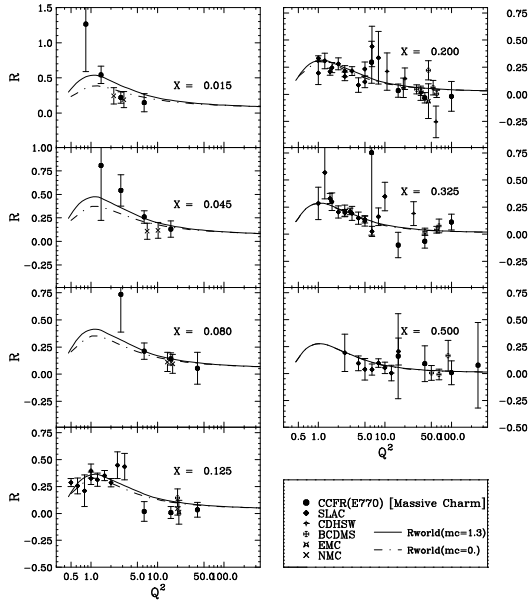 1.5
1.0
0.5
0.0
R
X = 0.015
1.00
0.75
0.50
0.25
0.00
-0.25
R
X = 0.045
0.75
0.50
0.25
0.00
-0.25
-0.50
R
X = 0.080
0.75
0.50
0.25
0.00
-0.25
-0.50
R
X = 0.125
0.5 1.0 5.0 10.0 50.0 100.0
Q²
0.75
0.50
0.25
0.00
-0.25
X = 0.200
0.75
0.50
0.25
0.00
-0.25
X = 0.325
0.75
0.50
0.25
0.00
-0.25
-0.50
X = 0.500
0.5 1.0 5.0 10.0 50.0 100.0
Q²
CCFR(E770) [Massive Charm]
SLAC
CDHSW
BCDMS
EMC
NMC
Rworld(mc=1.3)
Rworld(mc=0.)